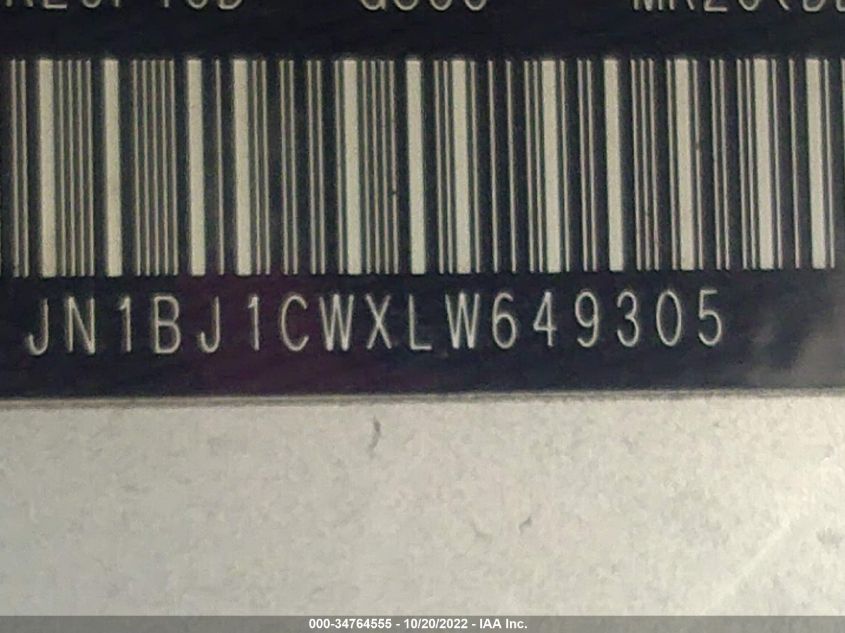 JN1BJ1CWXLW649305
000-34764555 - 10/20/2022 - IAA Inc.